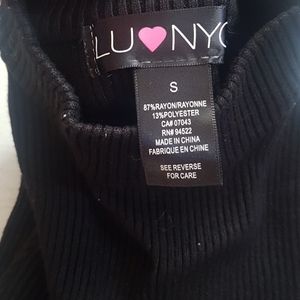 LU♥NYC
S
87%RAYON/RAYONNE
13%POLYESTER
CA# 07043
RN# 94522
MADE IN CHINA
FABRIQUE EN CHINE
SEE REVERSE
FOR CARE